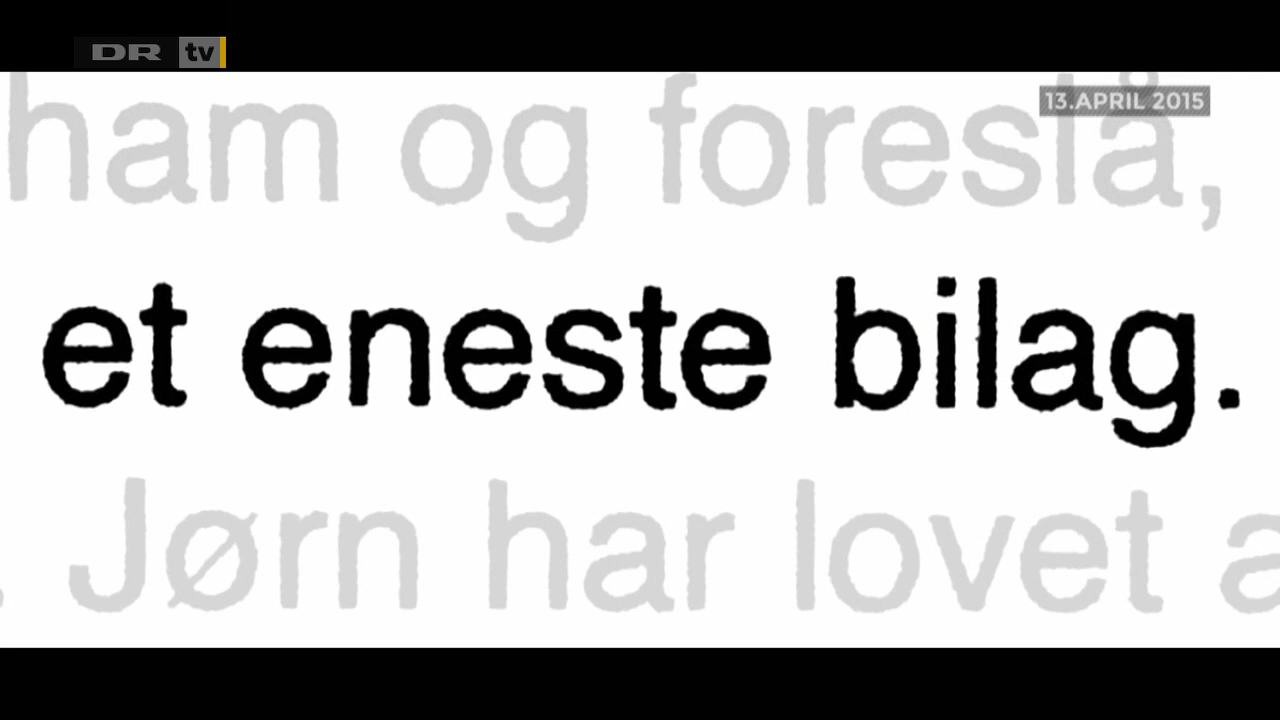 DR tv
13.APRIL 2015
ham og foreslå,
et eneste bilag.
. Jørn har lovet a